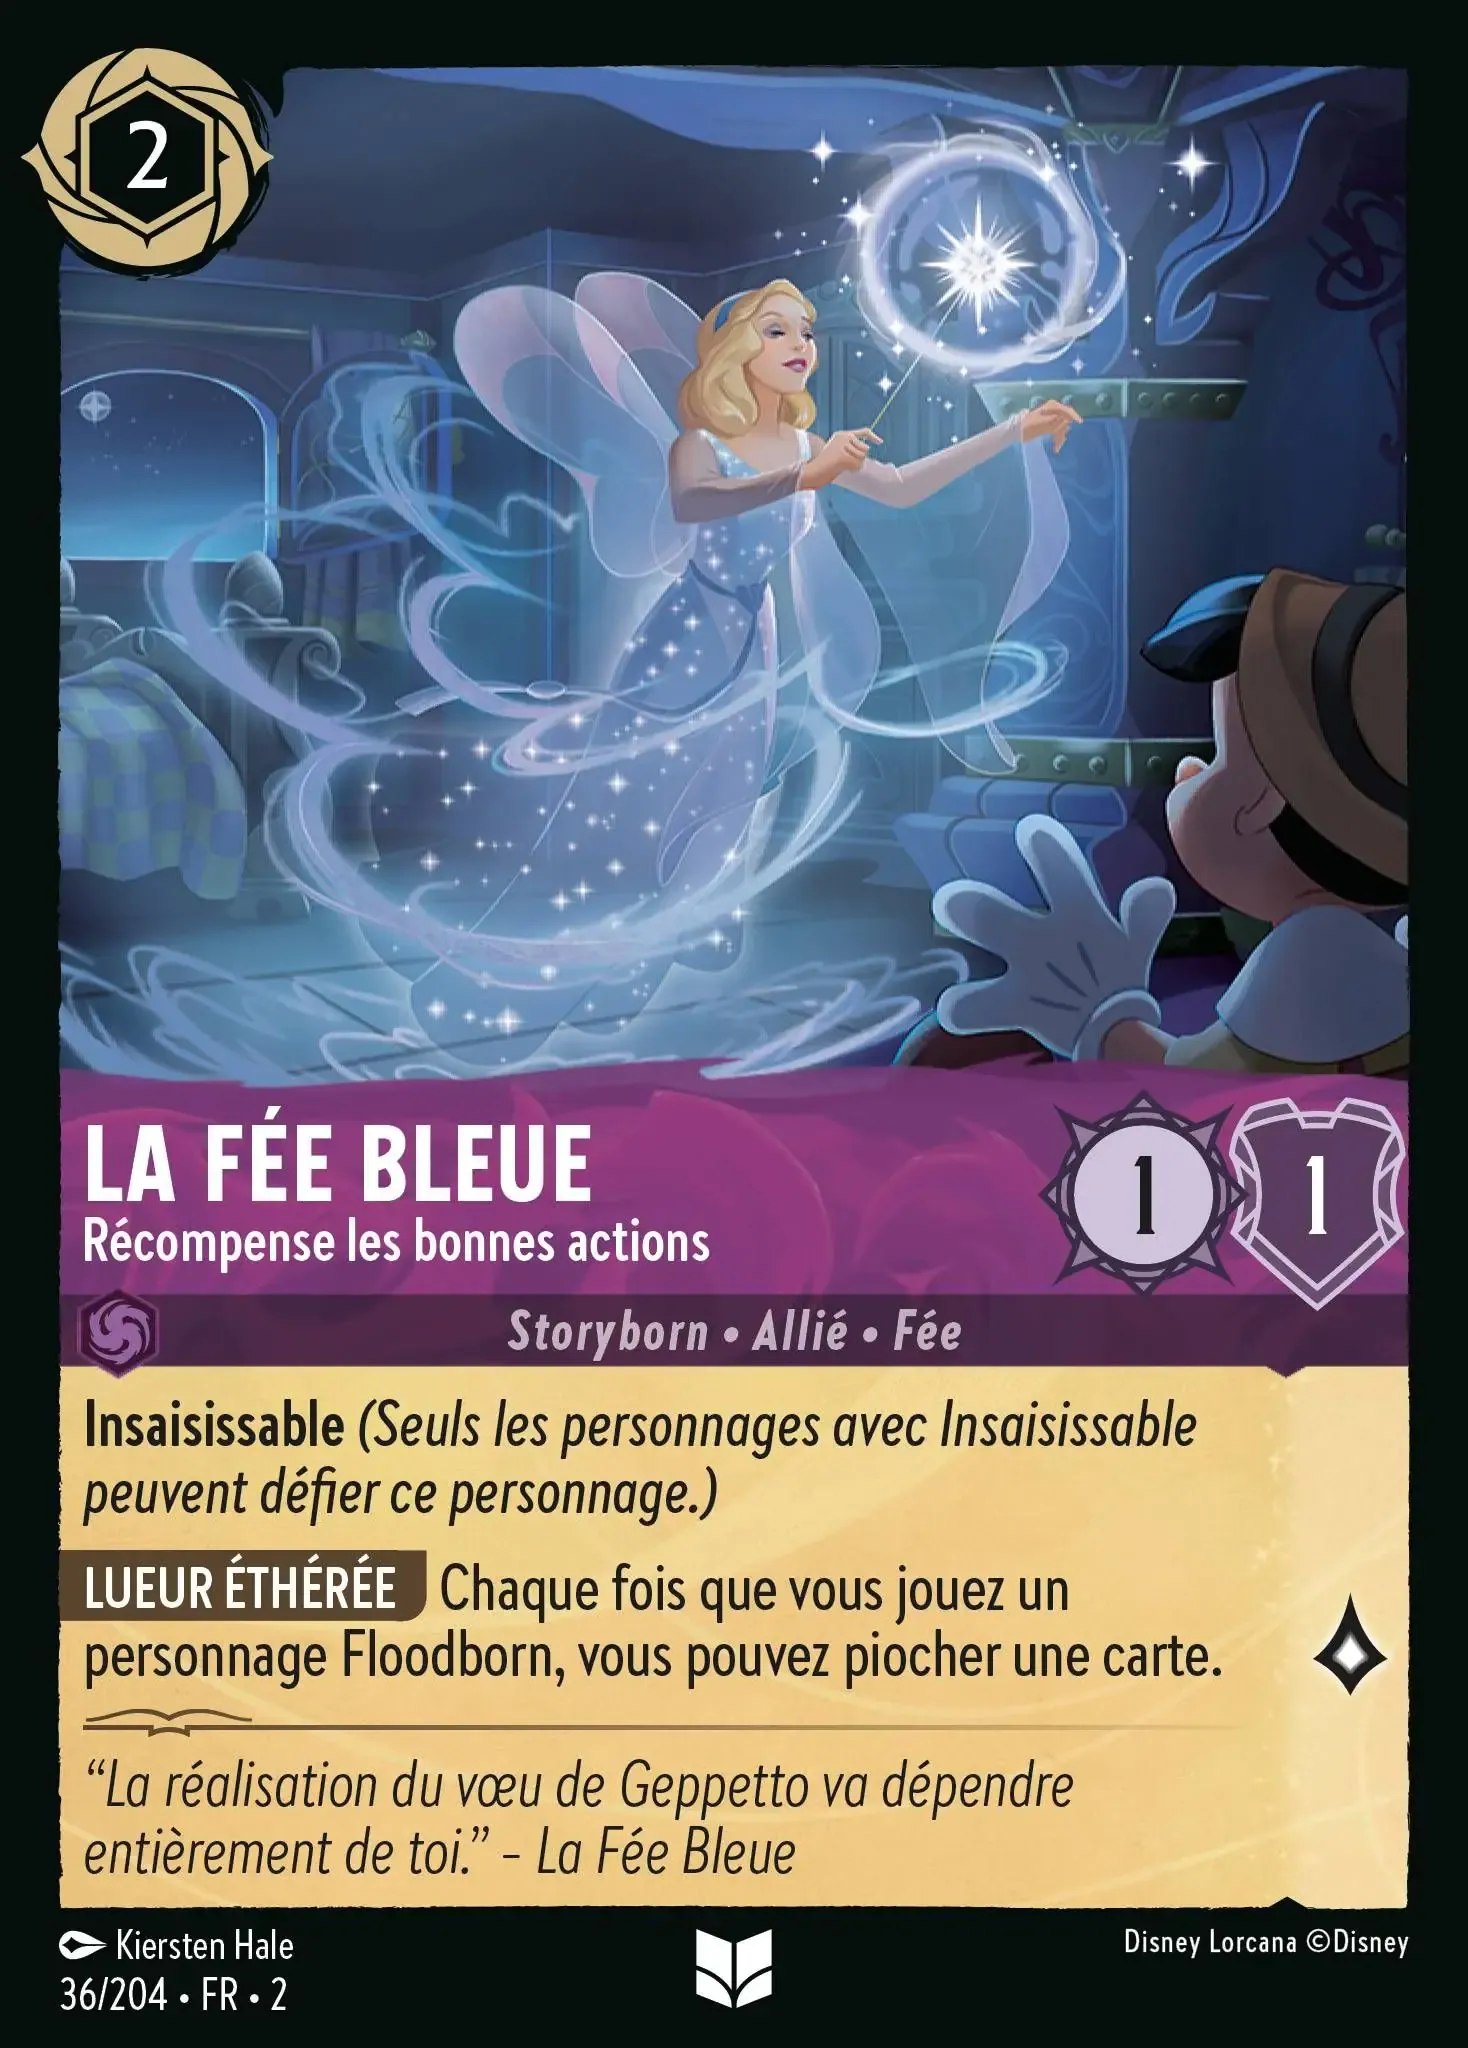 2
LA FÉE BLEUE
Récompense les bonnes actions
1
1
Storyborn • Allié • Fée
Insaisissable (Seuls les personnages avec Insaisissable
peuvent défier ce personnage.)
LUEUR ÉTHÉRÉE Chaque fois que vous jouez un
personnage Floodborn, vous pouvez piocher une carte.
“La réalisation du vœu de Geppetto va dépendre
entièrement de toi.” – La Fée Bleue
Kiersten Hale
Disney Lorcana ©Disney
36/204 • FR • 2